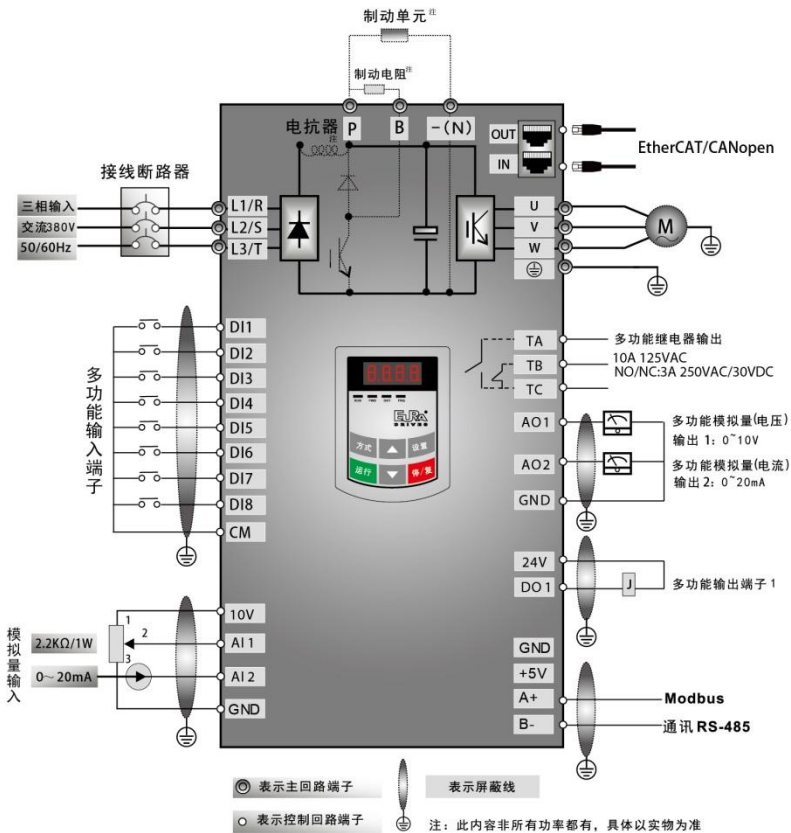 制动单元注
制动电阻注
电抗器注
P
B
-(N)
OUT
IN
EtherCAT/CANopen
接线断路器
三相输入
交流380V
50/60Hz
L1/R
L2/S
L3/T
U
V
W
M
多功能输入端子
DI1
DI2
DI3
DI4
DI5
DI6
DI7
DI8
CM
8.8.8.8.
EURA
DRIVES
方式
设置
运行
停/复
TA
TB
TC
多功能继电器输出
10A 125VAC
NO/NC:3A 250VAC/30VDC
AO1
AO2
GND
多功能模拟量(电压)
输出 1: 0~10V
多功能模拟量(电流)
输出 2: 0~20mA
24V
DO1
J
多功能输出端子 1
模拟量输入
2.2KΩ/1W
0~20mA
1
2
3
10V
AI1
AI2
GND
GND
+5V
A+
B-
Modbus
通讯 RS-485
表示主回路端子
表示控制回路端子
表示屏蔽线
注：此内容非所有功率都有，具体以实物为准